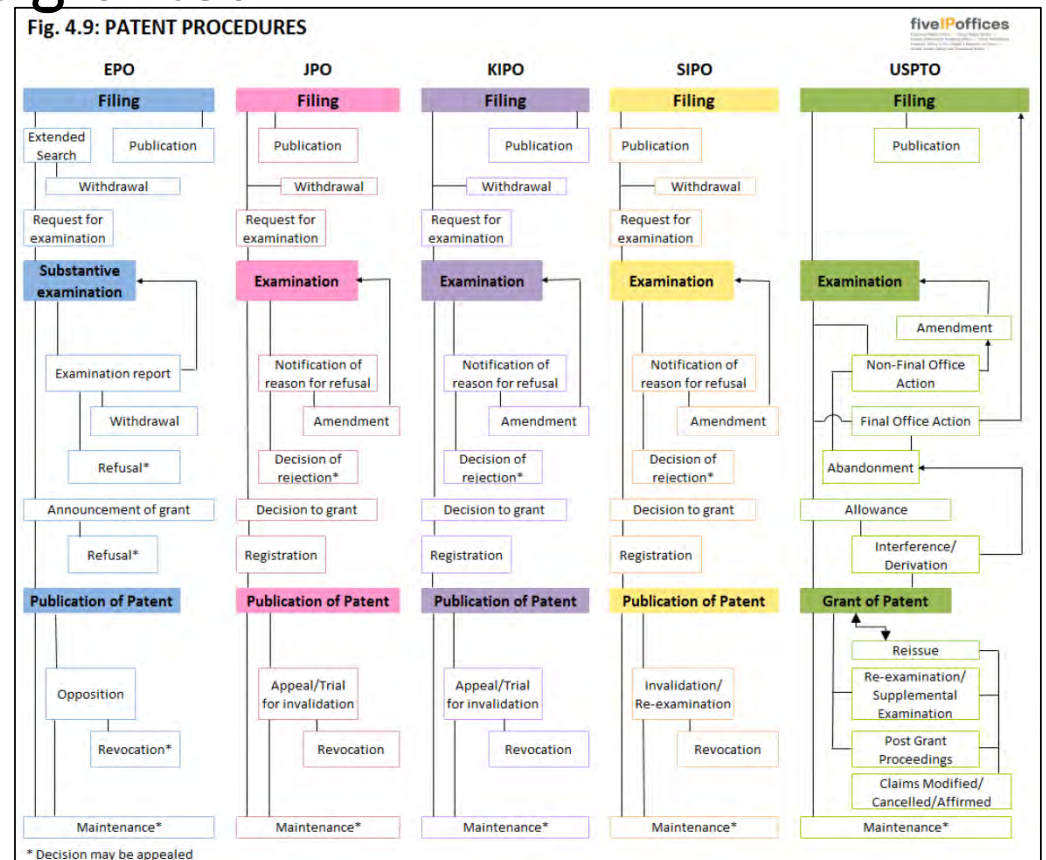 Fig. 4.9: PATENT PROCEDURES
fiveIPoffices
EPO
JPO
KIPO
SIPO
USPTO
Filing
Filing
Filing
Filing
Filing
Extended
Search
Publication
Publication
Publication
Publication
Publication
Withdrawal
Withdrawal
Withdrawal
Withdrawal
Request for
examination
Request for
examination
Request for
examination
Request for
examination
Substantive
examination
Examination
Examination
Examination
Examination
Amendment
Examination report
Notification of
reason for refusal
Notification of
reason for refusal
Notification of
reason for refusal
Non-Final Office
Action
Withdrawal
Amendment
Amendment
Amendment
Final Office Action
Refusal*
Decision of
rejection*
Decision of
rejection*
Decision of
rejection*
Abandonment
Announcement of grant
Decision to grant
Decision to grant
Decision to grant
Allowance
Refusal*
Registration
Registration
Registration
Interference/
Derivation
Publication of Patent
Publication of Patent
Publication of Patent
Publication of Patent
Grant of Patent
Reissue
Opposition
Appeal/Trial
for invalidation
Appeal/Trial
for invalidation
Invalidation/
Re-examination
Re-examination/
Supplemental
Examination
Revocation*
Revocation
Revocation
Revocation
Post Grant
Proceedings
Claims Modified/
Cancelled/Affirmed
Maintenance*
Maintenance*
Maintenance*
Maintenance*
Maintenance*
* Decision may be appealed